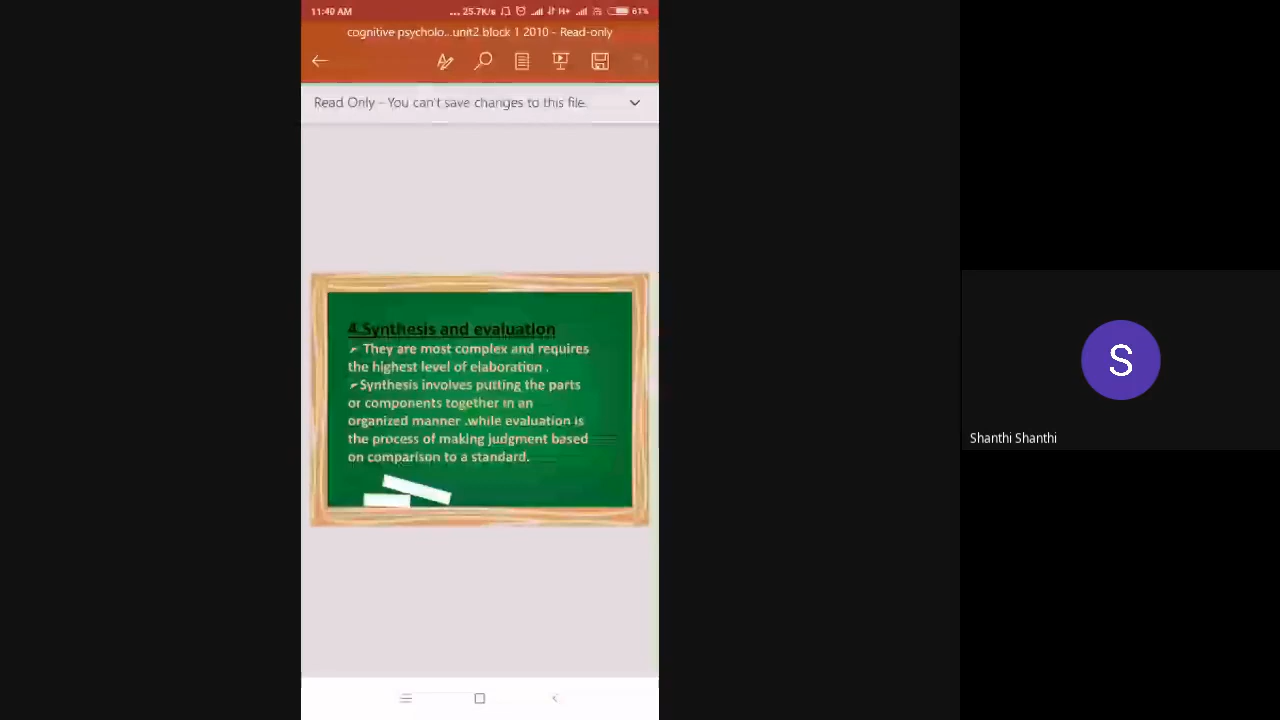 11:40 AM
... 25.7K/s H+ 61%
cognitive psycholo...unit2 block 1 2010 - Read-only
Read Only - You can't save changes to this file.
4.Synthesis and evaluation
➢ They are most complex and requires
the highest level of elaboration .
➢Synthesis involves putting the parts
or components together in an
organized manner .while evaluation is
the process of making judgment based
on comparison to a standard.
S
Shanthi Shanthi